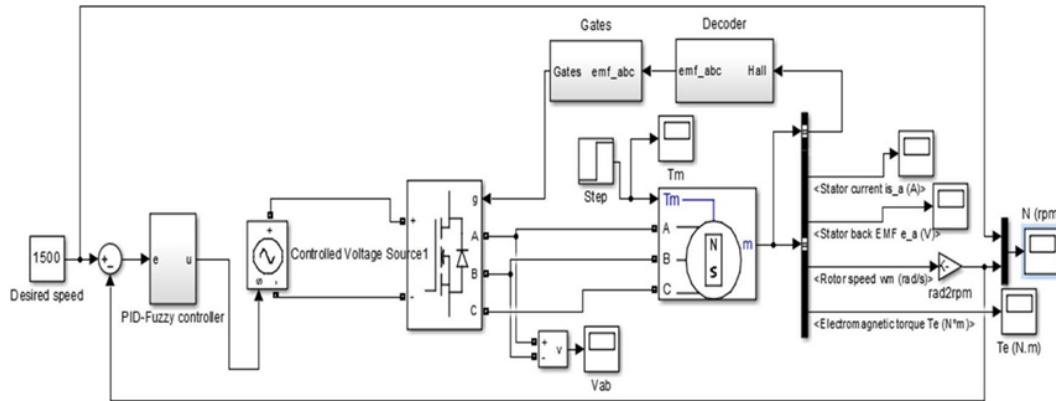 Gates
Decoder
Gates emf_abc
emf_abc Hall
Step
Tm
g
Tm
<Stator current is_a (A)>
+
A
A
N
m
<Stator back EMF e_a (V)>
N (rpm
1500
+
-
e u
+
s -
Controlled Voltage Source1
B
B
S
<Rotor speed wm (rad/s)>
-K-
rad2rpm
Desired speed
PID-Fuzzy controller
-
C
C
<Electromagnetic torque Te (N*m)>
Te (N.m)
+
-
v
Vab